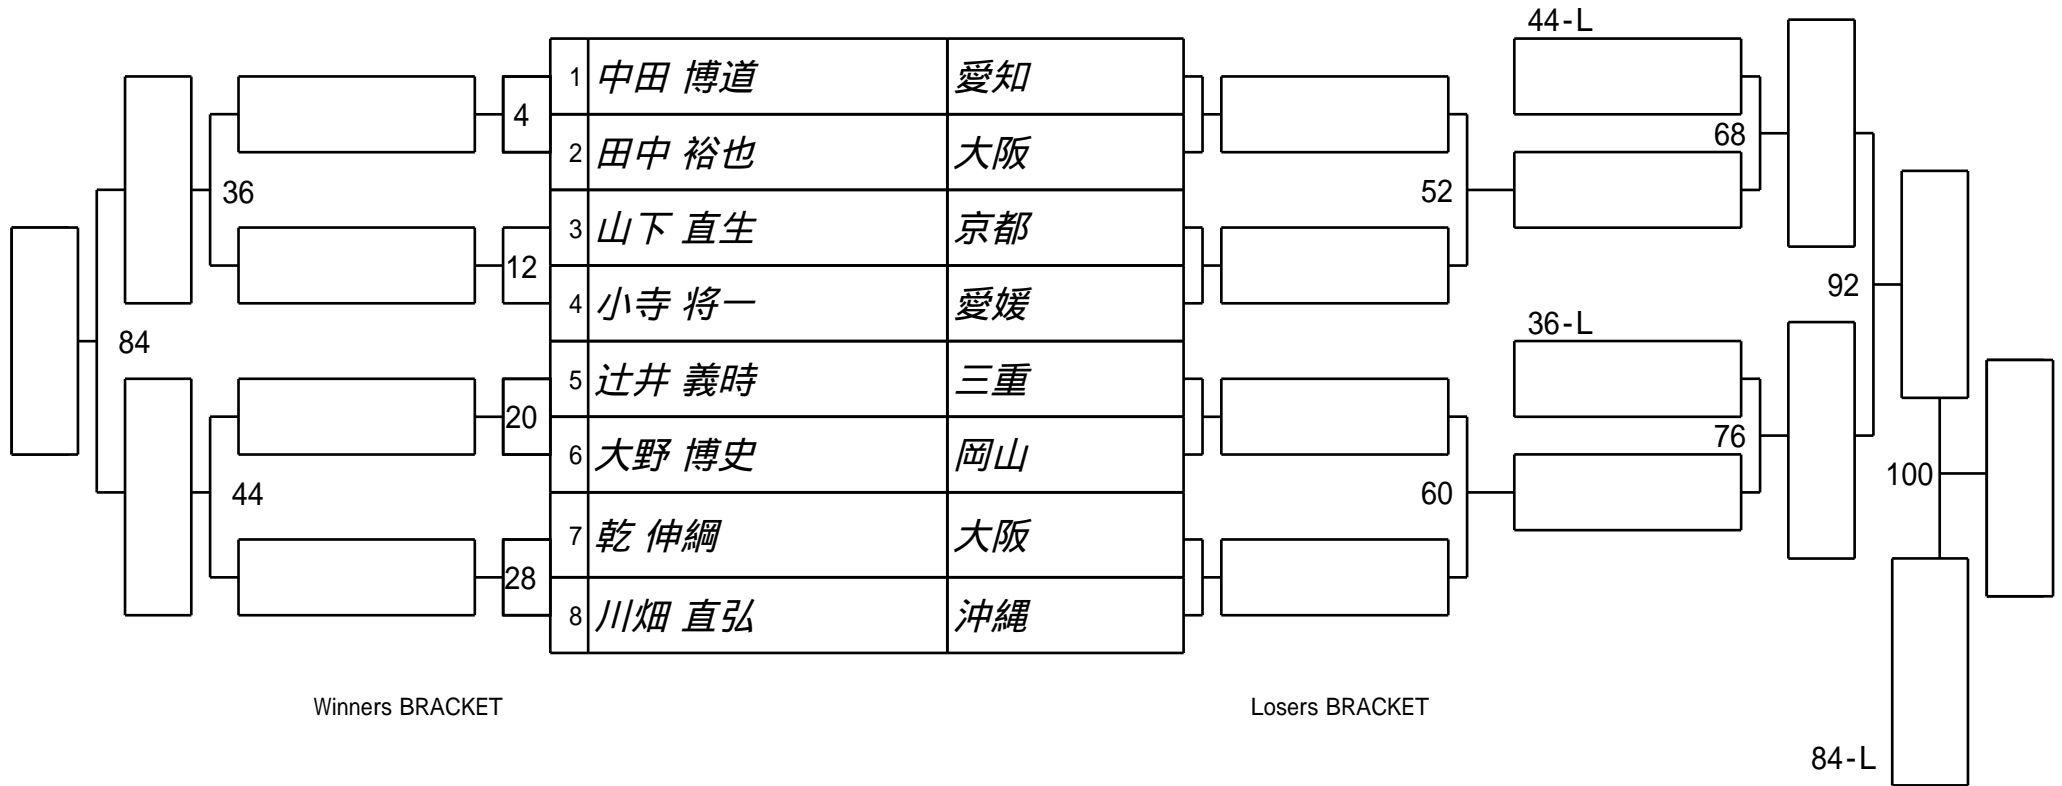 44-L
1 中田 博道 愛知
4
2 田中 裕也 大阪
68
36
52
3 山下 直生 京都
12
4 小寺 将一 愛媛
92
84
36-L
5 辻井 義時 三重
20
6 大野 博史 岡山
76
44
60
100
7 乾 伸綱 大阪
28
8 川畑 直弘 沖縄
Winners BRACKET
Losers BRACKET
84-L